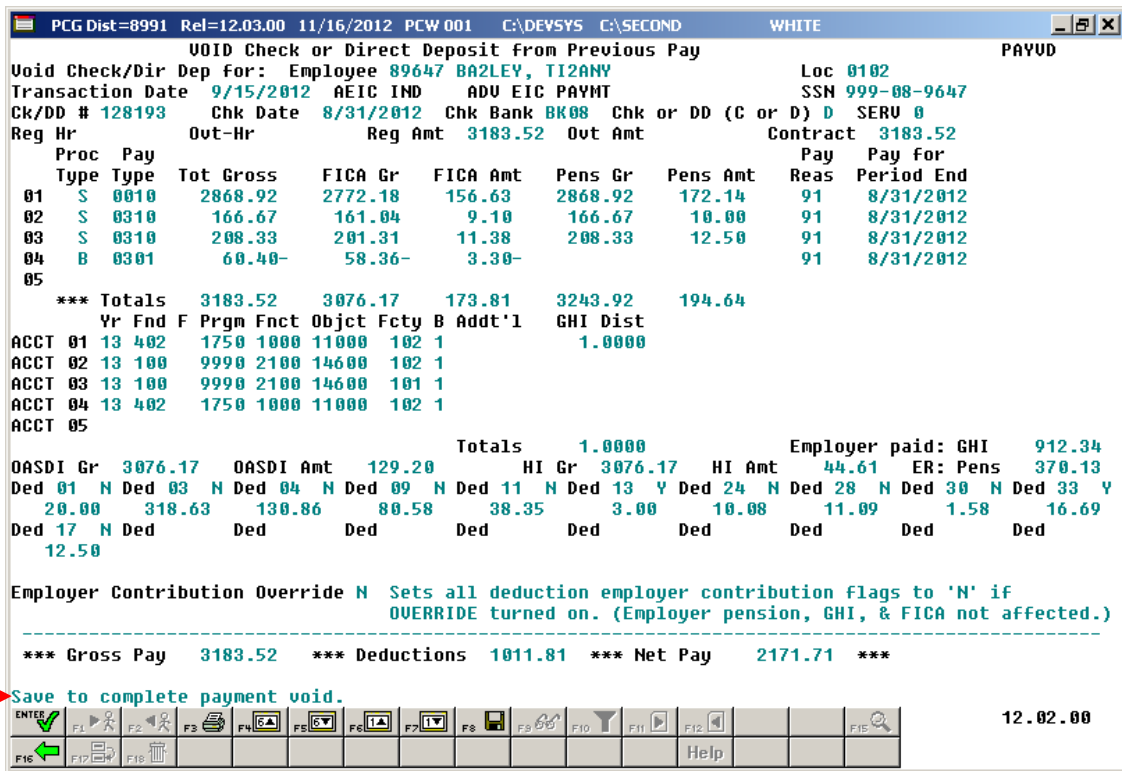 PCG Dist=8991 Rel=12.03.00 11/16/2012 PCW 001 C:\DEVSYS C:\SECOND WHITE
VOID Check or Direct Deposit from Previous Pay PAYVD
Void Check/Dir Dep for: Employee 89647 BA2LEY, TI2ANY Loc 0102
Transaction Date 9/15/2012 AEIC IND ADV EIC PAYMT SSN 999-08-9647
Ck/DD # 128193 Chk Date 8/31/2012 Chk Bank BK08 Chk or DD (C or D) D SERV 0
Reg Hr Ovt-Hr Reg Amt 3183.52 Ovt Amt Contract 3183.52
Proc Pay Pay Pay for
Type Type Tot Gross FICA Gr FICA Amt Pens Gr Pens Amt Reas Period End
01 S 0010 2868.92 2772.18 156.63 2868.92 172.14 91 8/31/2012
02 S 0310 166.67 161.04 9.10 166.67 10.00 91 8/31/2012
03 S 0310 208.33 201.31 11.38 208.33 12.50 91 8/31/2012
04 B 0301 60.40- 58.36- 3.30- 91 8/31/2012
05
*** Totals 3183.52 3076.17 173.81 3243.92 194.64
Yr Fnd F Prgm Fnct Objct Fcty B Addt'l GHI Dist
ACCT 01 13 402 1750 1000 11000 102 1 1.0000
ACCT 02 13 100 9990 2100 14600 102 1
ACCT 03 13 100 9990 2100 14600 101 1
ACCT 04 13 402 1750 1000 11000 102 1
ACCT 05
Totals 1.0000 Employer paid: GHI 912.34
OASDI Gr 3076.17 OASDI Amt 129.20 HI Gr 3076.17 HI Amt 44.61 ER: Pens 370.13
Ded 01 N Ded 03 N Ded 04 N Ded 09 N Ded 11 N Ded 13 Y Ded 24 N Ded 28 N Ded 30 N Ded 33 Y
20.00 318.63 130.86 80.58 38.35 3.00 10.08 11.09 1.58 16.69
Ded 17 N Ded Ded Ded Ded Ded Ded Ded Ded Ded
12.50
Employer Contribution Override N Sets all deduction employer contribution flags to 'N' if
OVERRIDE turned on. (Employer pension, GHI, & FICA not affected.)
*** Gross Pay 3183.52 *** Deductions 1011.81 *** Net Pay 2171.71 ***
Save to complete payment void.
ENTER F1 F2 F3 F4 6 F5 6 F6 1 F7 1 F8 F9 F10 F11 F12 F15 12.02.00
F16 F17 F18 Help